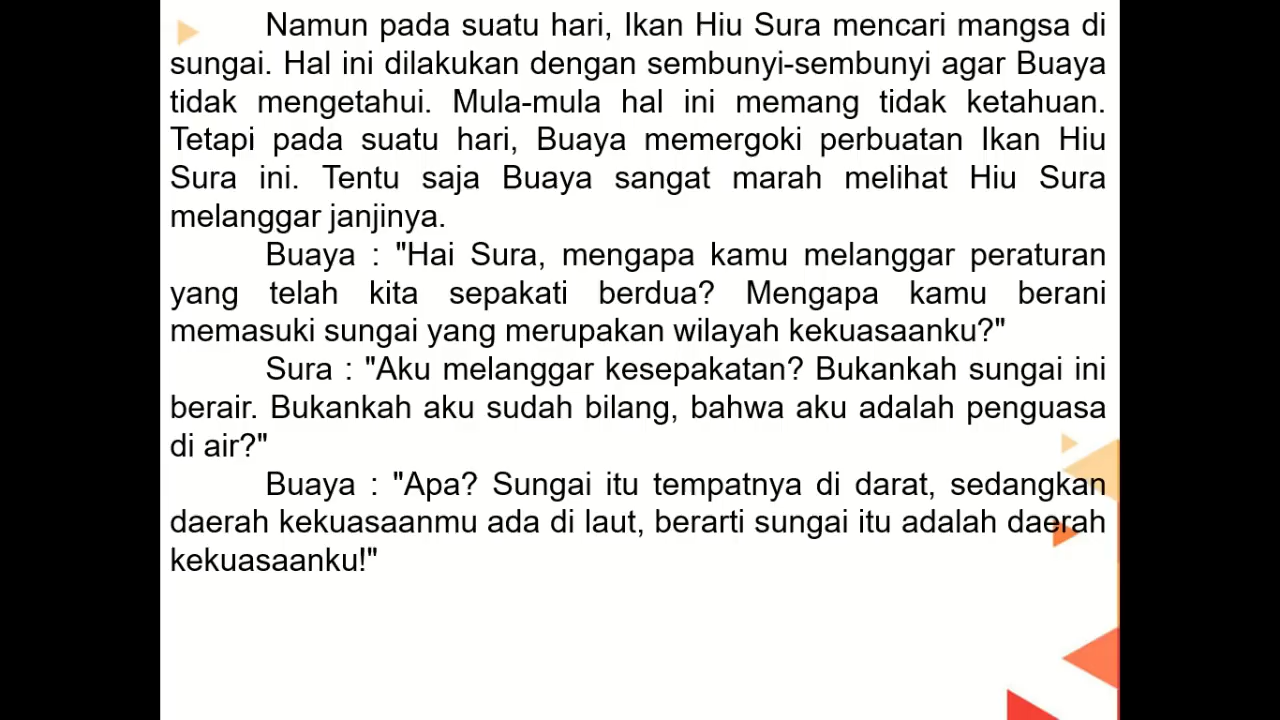 Namun pada suatu hari, Ikan Hiu Sura mencari mangsa di
sungai. Hal ini dilakukan dengan sembunyi-sembunyi agar Buaya
tidak mengetahui. Mula-mula hal ini memang tidak ketahuan.
Tetapi pada suatu hari, Buaya memergoki perbuatan Ikan Hiu
Sura ini. Tentu saja Buaya sangat marah melihat Hiu Sura
melanggar janjinya.
Buaya : "Hai Sura, mengapa kamu melanggar peraturan
yang telah kita sepakati berdua? Mengapa kamu berani
memasuki sungai yang merupakan wilayah kekuasaanku?"
Sura : "Aku melanggar kesepakatan? Bukankah sungai ini
berair. Bukankah aku sudah bilang, bahwa aku adalah penguasa
di air?"
Buaya : "Apa? Sungai itu tempatnya di darat, sedangkan
daerah kekuasaanmu ada di laut, berarti sungai itu adalah daerah
kekuasaanku!"